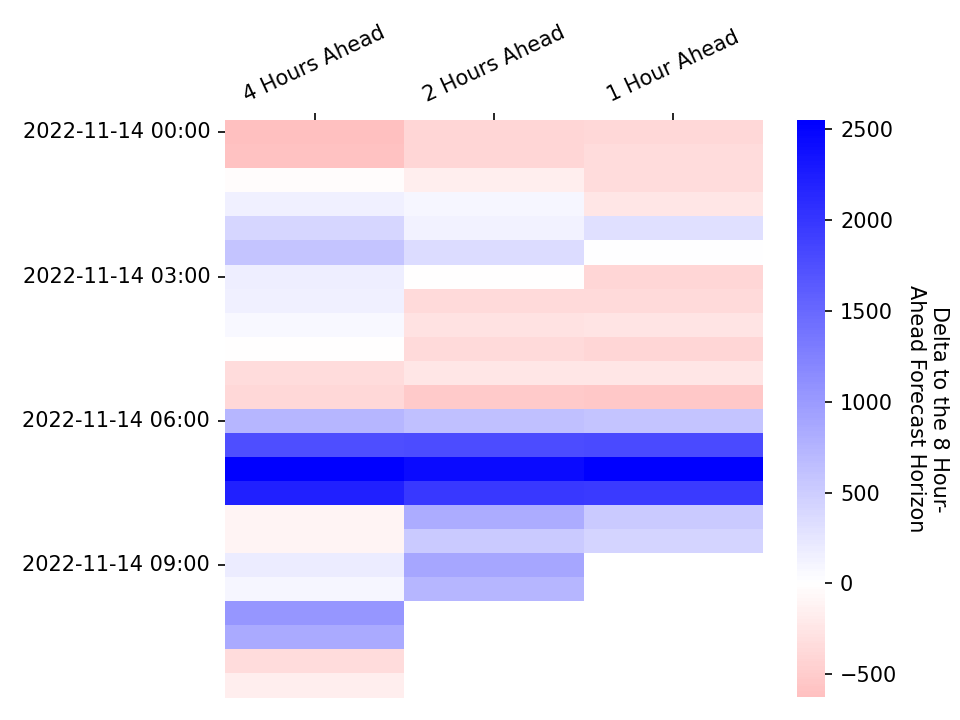 4 Hours Ahead
2 Hours Ahead
1 Hour Ahead
2022-11-14 00:00
2022-11-14 03:00
2022-11-14 06:00
2022-11-14 09:00
2500
2000
1500
1000
500
0
−500
Delta to the 8 Hour-
Ahead Forecast Horizon